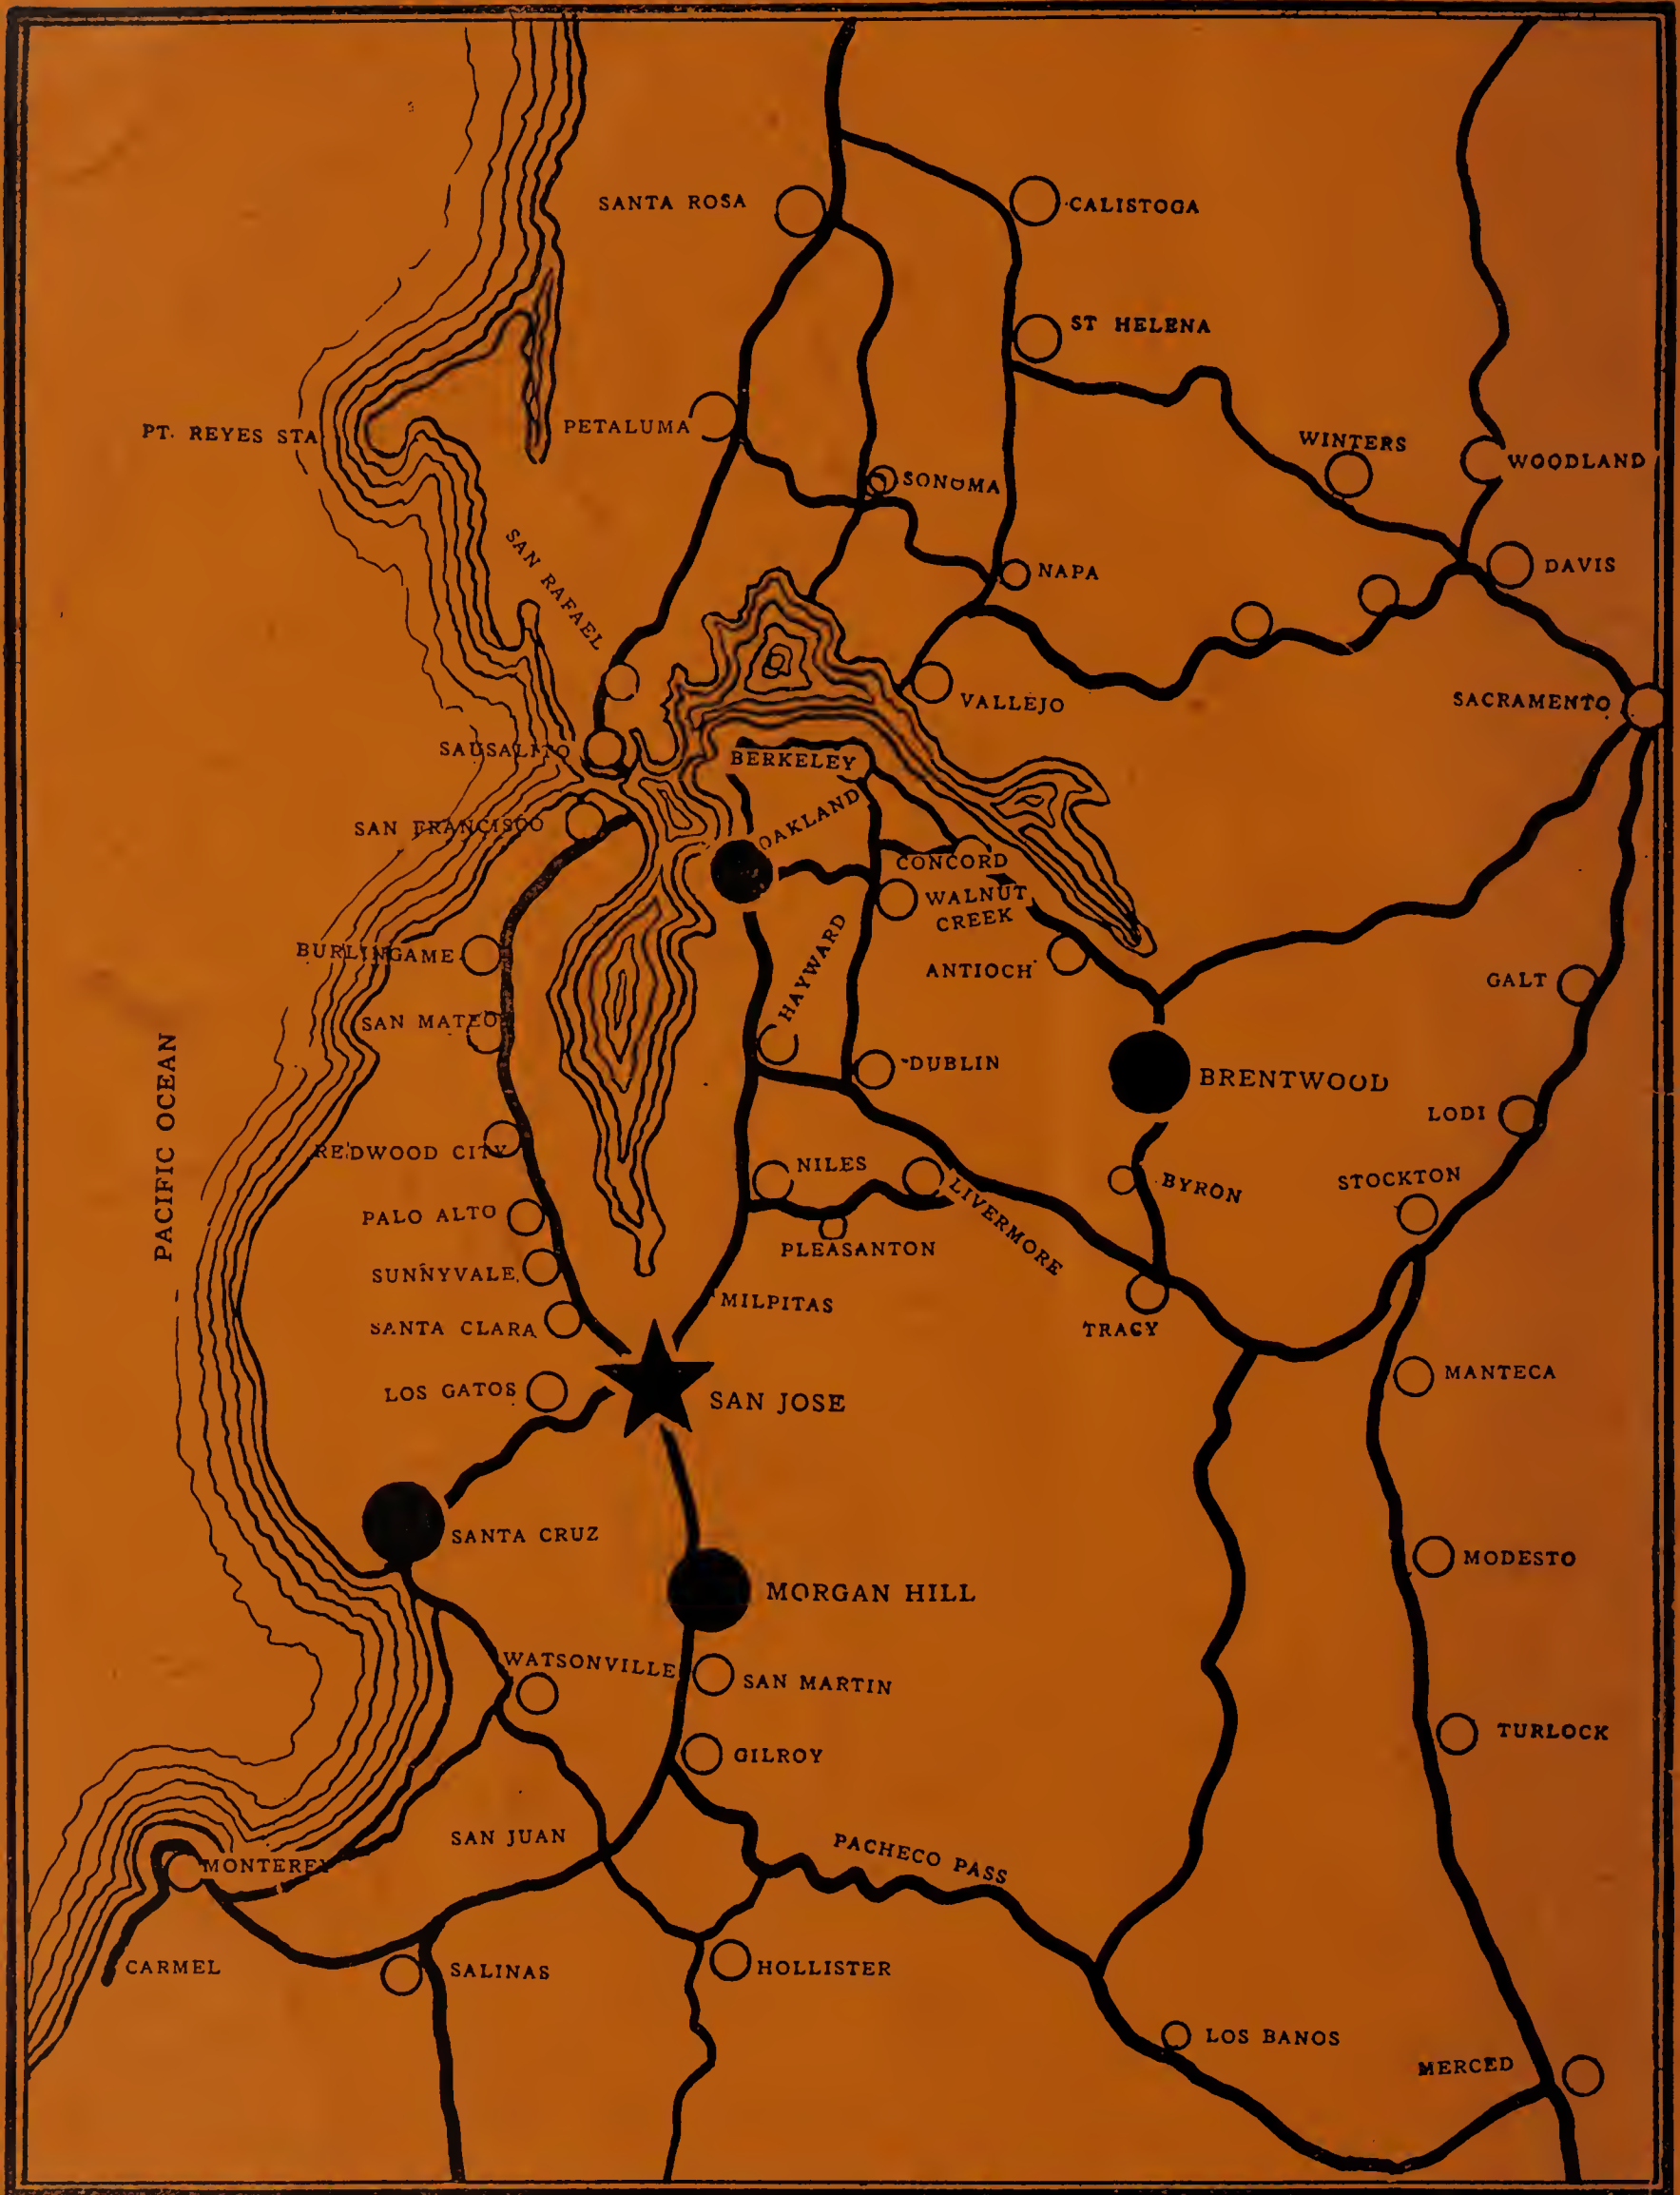 SANTA ROSA
CALISTOGA
ST HELENA
PT. REYES STA
PETALUMA
WINTERS
WOODLAND
SONOMA
SAN RAFAEL
NAPA
DAVIS
VALLEJO
SACRAMENTO
SAUSALITO
BERKELEY
SAN FRANCISCO
OAKLAND
CONCORD
WALNUT
CREEK
BURLINGAME
HAYWARD
ANTIOCH
GALT
SAN MATEO
PACIFIC OCEAN
DUBLIN
BRENTWOOD
LODI
REDWOOD CITY
NILES
LIVERMORE
BYRON
STOCKTON
PALO ALTO
PLEASANTON
SUNNYVALE
MILPITAS
SANTA CLARA
TRACY
LOS GATOS
SAN JOSE
MANTECA
SANTA CRUZ
MODESTO
MORGAN HILL
WATSONVILLE
SAN MARTIN
TURLOCK
GILROY
SAN JUAN
PACHECO PASS
MONTEREY
CARMEL
SALINAS
HOLLISTER
LOS BANOS
MERCED